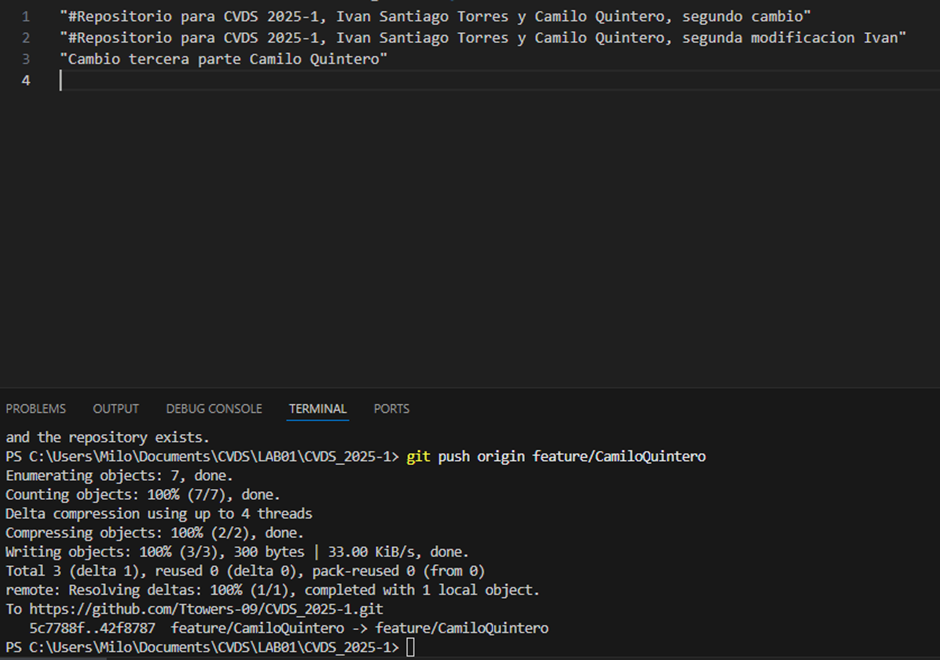 1 "#Repositorio para CVDS 2025-1, Ivan Santiago Torres y Camilo Quintero, segundo cambio"
2 "#Repositorio para CVDS 2025-1, Ivan Santiago Torres y Camilo Quintero, segunda modificacion Ivan"
3 "Cambio tercera parte Camilo Quintero"
4
PROBLEMS OUTPUT DEBUG CONSOLE TERMINAL PORTS
and the repository exists.
PS C:\Users\Milo\Documents\CVDS\LAB01\CVDS_2025-1> git push origin feature/CamiloQuintero
Enumerating objects: 7, done.
Counting objects: 100% (7/7), done.
Delta compression using up to 4 threads
Compressing objects: 100% (2/2), done.
Writing objects: 100% (3/3), 300 bytes | 33.00 KiB/s, done.
Total 3 (delta 1), reused 0 (delta 0), pack-reused 0 (from 0)
remote: Resolving deltas: 100% (1/1), completed with 1 local object.
To https://github.com/Ttowers-09/CVDS_2025-1.git
5c7788f..42f8787 feature/CamiloQuintero -> feature/CamiloQuintero
PS C:\Users\Milo\Documents\CVDS\LAB01\CVDS_2025-1>